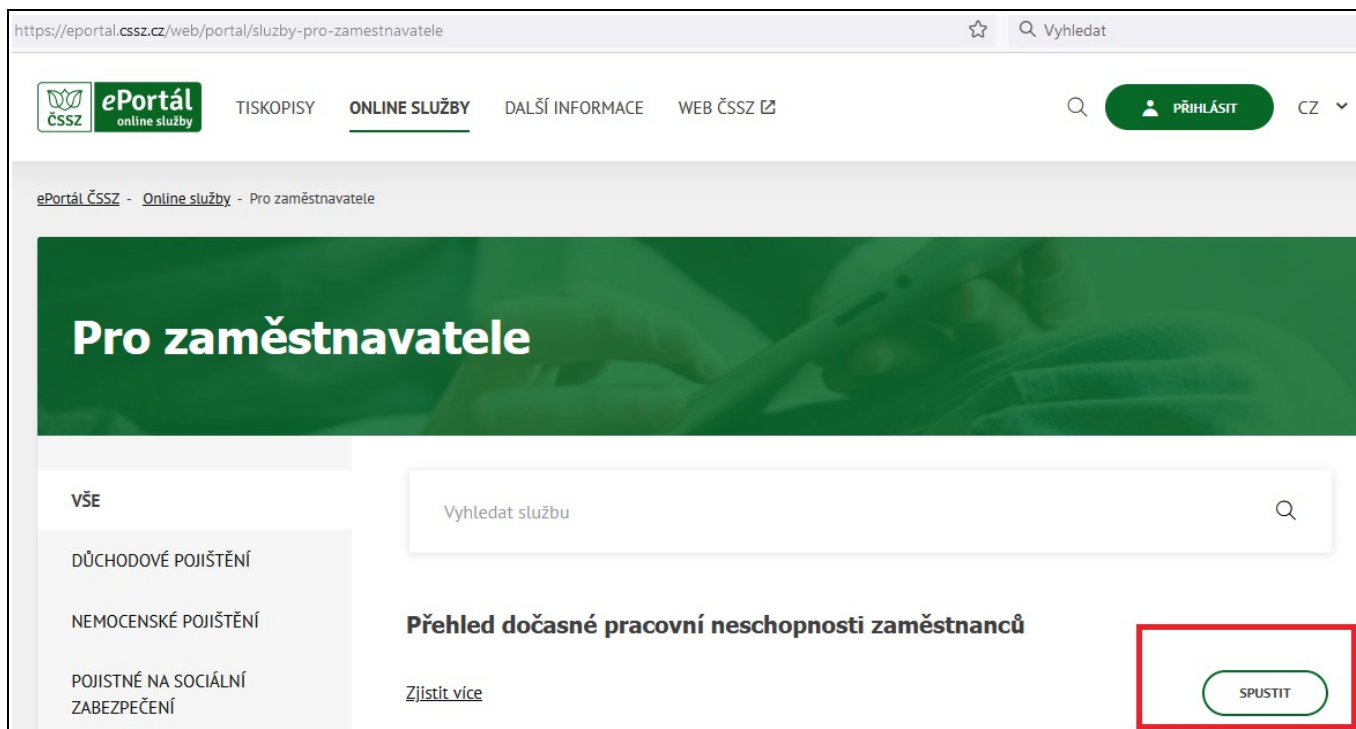 https://eportal.cssz.cz/web/portal/sluzby-pro-zamestnavatele
Vyhledat
ČSSZ
ePortál
online služby
TISKOPISY
ONLINE SLUŽBY
DALŠÍ INFORMACE
WEB ČSSZ
PŘIHLÁSIT
CZ
ePortál ČSSZ - Online služby - Pro zaměstnavatele
Pro zaměstnavatele
VŠE
Vyhledat službu
DŮCHODOVÉ POJIŠTĚNÍ
NEMOCENSKÉ POJIŠTĚNÍ
Přehled dočasné pracovní neschopnosti zaměstnanců
POJISTNÉ NA SOCIÁLNÍ
ZABEZPEČENÍ
Zjistit více
SPUSTIT